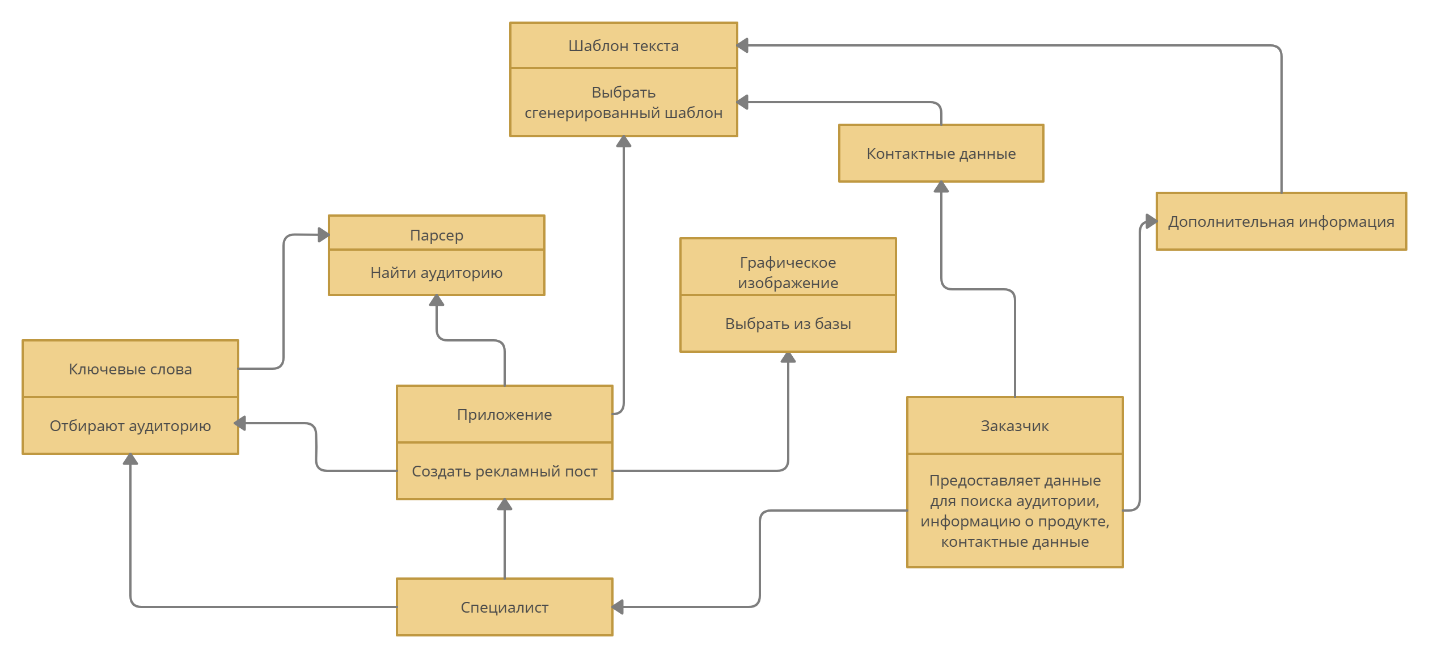 Шаблон текста
Выбрать
сгенерированный шаблон
Контактные данные
Дополнительная информация
Парсер
Найти аудиторию
Графическое
изображение
Выбрать из базы
Ключевые слова
Отбирают аудиторию
Приложение
Создать рекламный пост
Заказчик
Предоставляет данные
для поиска аудитории,
информацию о продукте,
контактные данные
Специалист